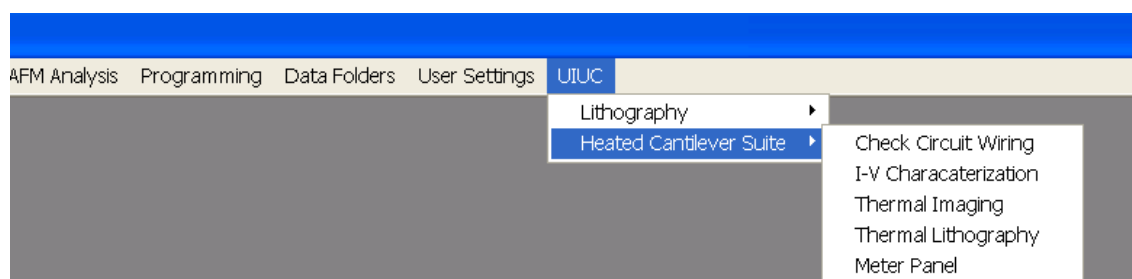 AFM Analysis Programming Data Folders User Settings UIUC
Lithography
Heated Cantilever Suite Check Circuit Wiring
I-V Characaterization
Thermal Imaging
Thermal Lithography
Meter Panel